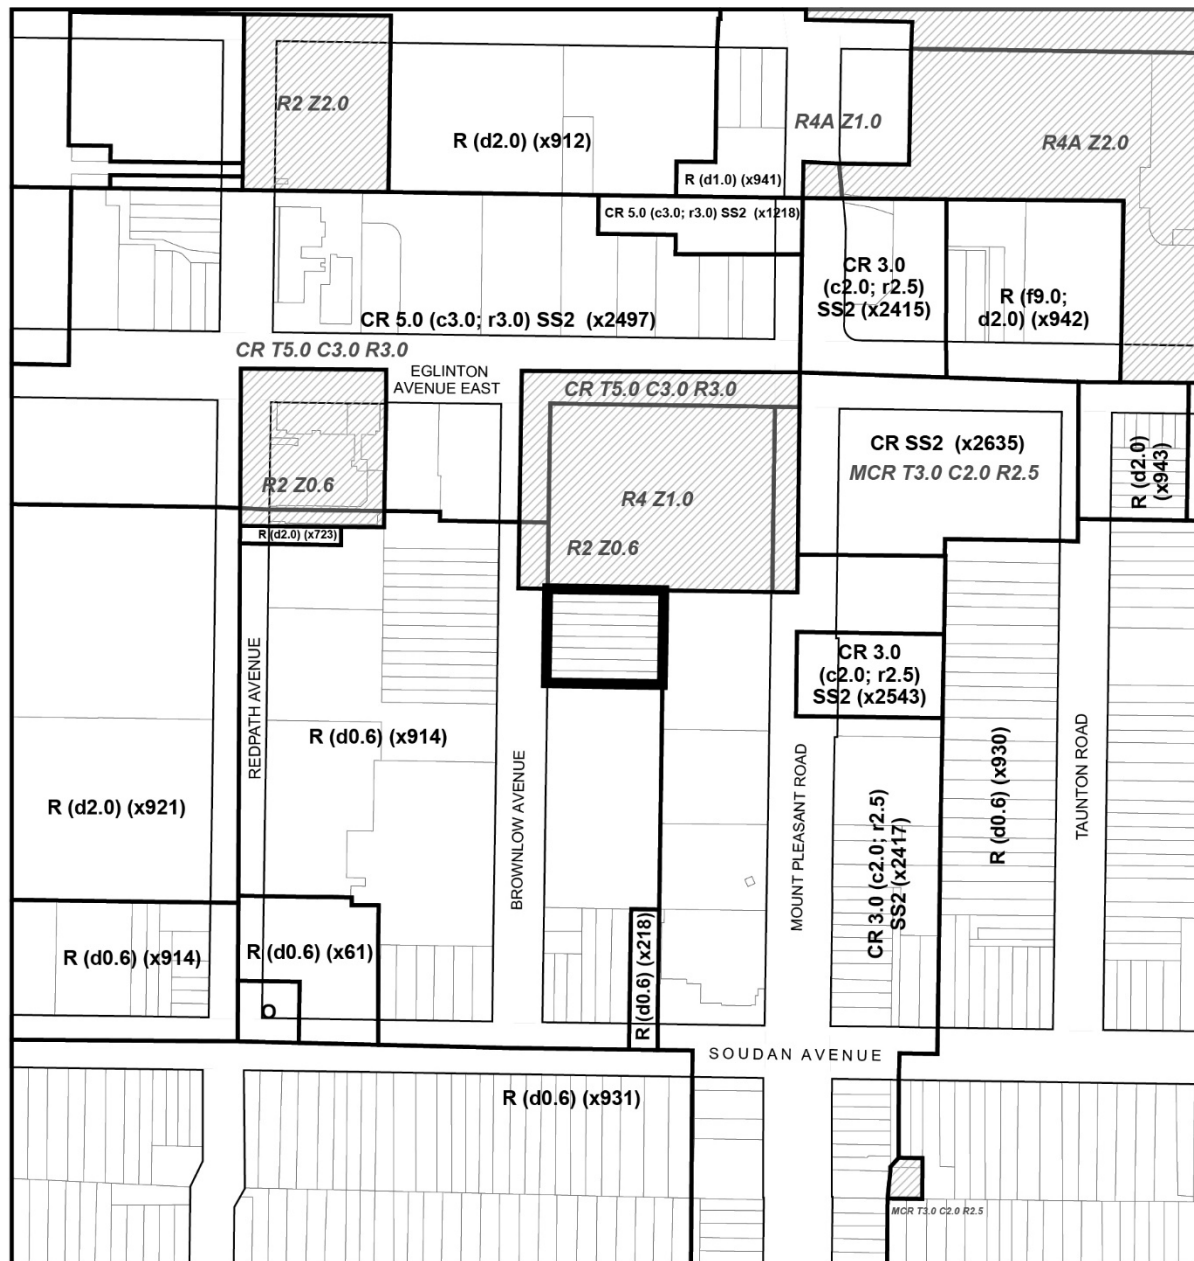 R2 Z2.0
R (d2.0) (x912)
R4A Z1.0
R4A Z2.0
R (d1.0) (x941)
CR 5.0 (c3.0; r3.0) SS2 (x1218)
CR 3.0
(c2.0; r2.5)
SS2 (x2415)
R (f9.0;
d2.0) (x942)
CR 5.0 (c3.0; r3.0) SS2 (x2497)
CR T5.0 C3.0 R3.0
EGLINTON
AVENUE EAST
CR T5.0 C3.0 R3.0
CR SS2 (x2635)
MCR T3.0 C2.0 R2.5
R (d2.0)
(x943)
R2 Z0.6
R4 Z1.0
R (d2.0) (x723)
R2 Z0.6
REDPATH AVENUE
R (d0.6) (x914)
BROWNLOW AVENUE
MOUNT PLEASANT ROAD
CR 3.0
(c2.0; r2.5)
SS2 (x2543)
R (d0.6) (x930)
TAUNTON ROAD
R (d2.0) (x921)
CR 3.0 (c2.0; r2.5)
SS2 (x2417)
R (d0.6) (x914)
R (d0.6) (x61)
R (d0.6) (x218)
O
SOUDAN AVENUE
R (d0.6) (x931)
MCR T3.0 C2.0 R2.5